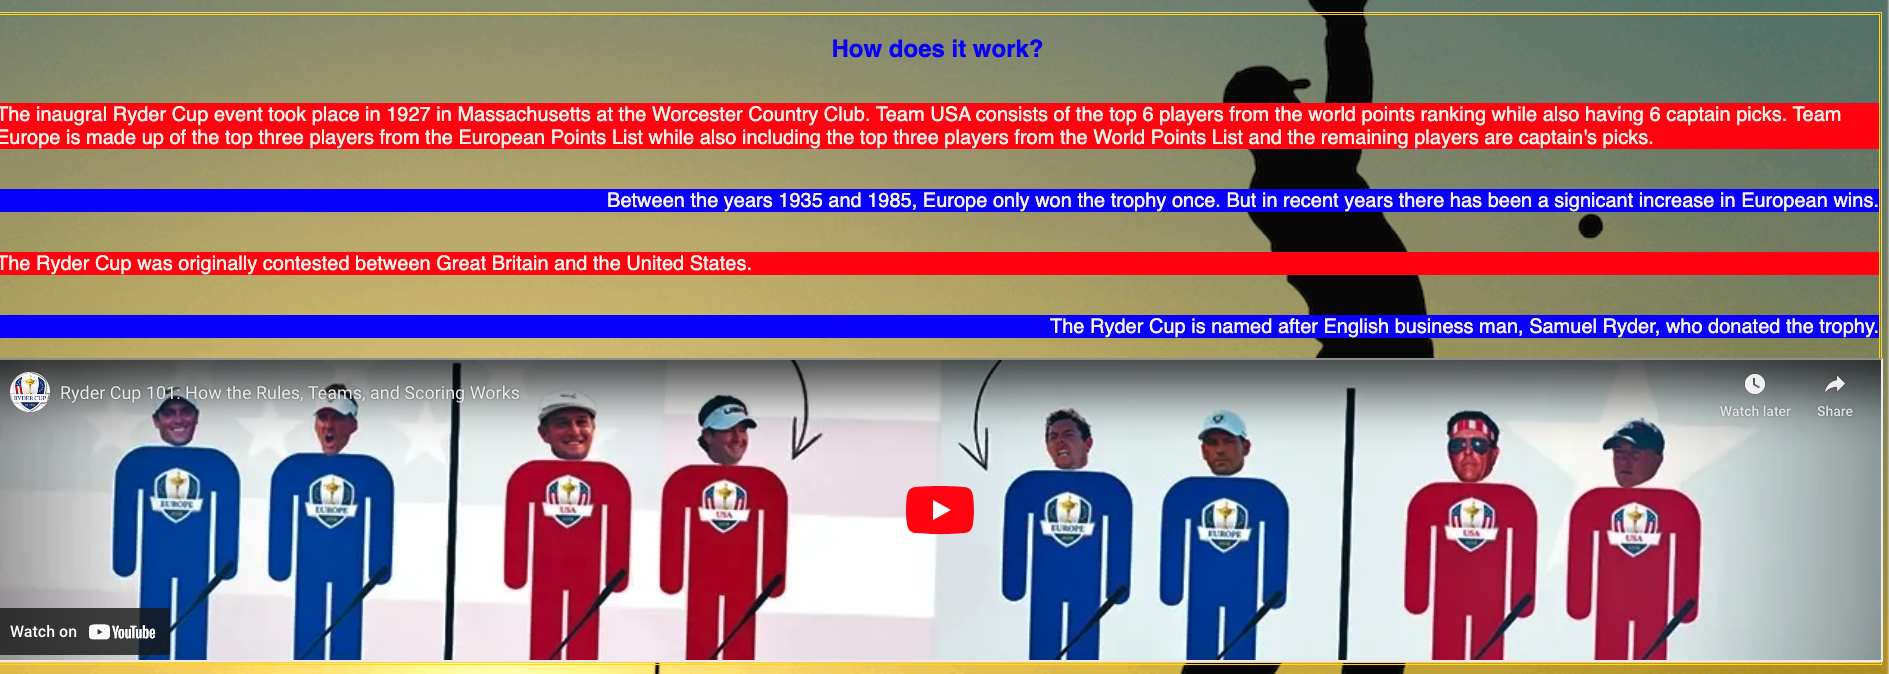 How does it work?
The inaugral Ryder Cup event took place in 1927 in Massachusetts at the Worcester Country Club. Team USA consists of the top 6 players from the world points ranking while also having 6 captain picks. Team
Europe is made up of the top three players from the European Points List while also including the top three players from the World Points List and the remaining players are captain's picks.
Between the years 1935 and 1985, Europe only won the trophy once. But in recent years there has been a signicant increase in European wins.
The Ryder Cup was originally contested between Great Britain and the United States.
The Ryder Cup is named after English business man, Samuel Ryder, who donated the trophy.
RYDER CUP
Ryder Cup 101: How the Rules, Teams, and Scoring Works
Watch later
Share
EUROPE
EUROPE
USA
USA
EUROPE
EUROPE
USA
USA
Watch on YouTube